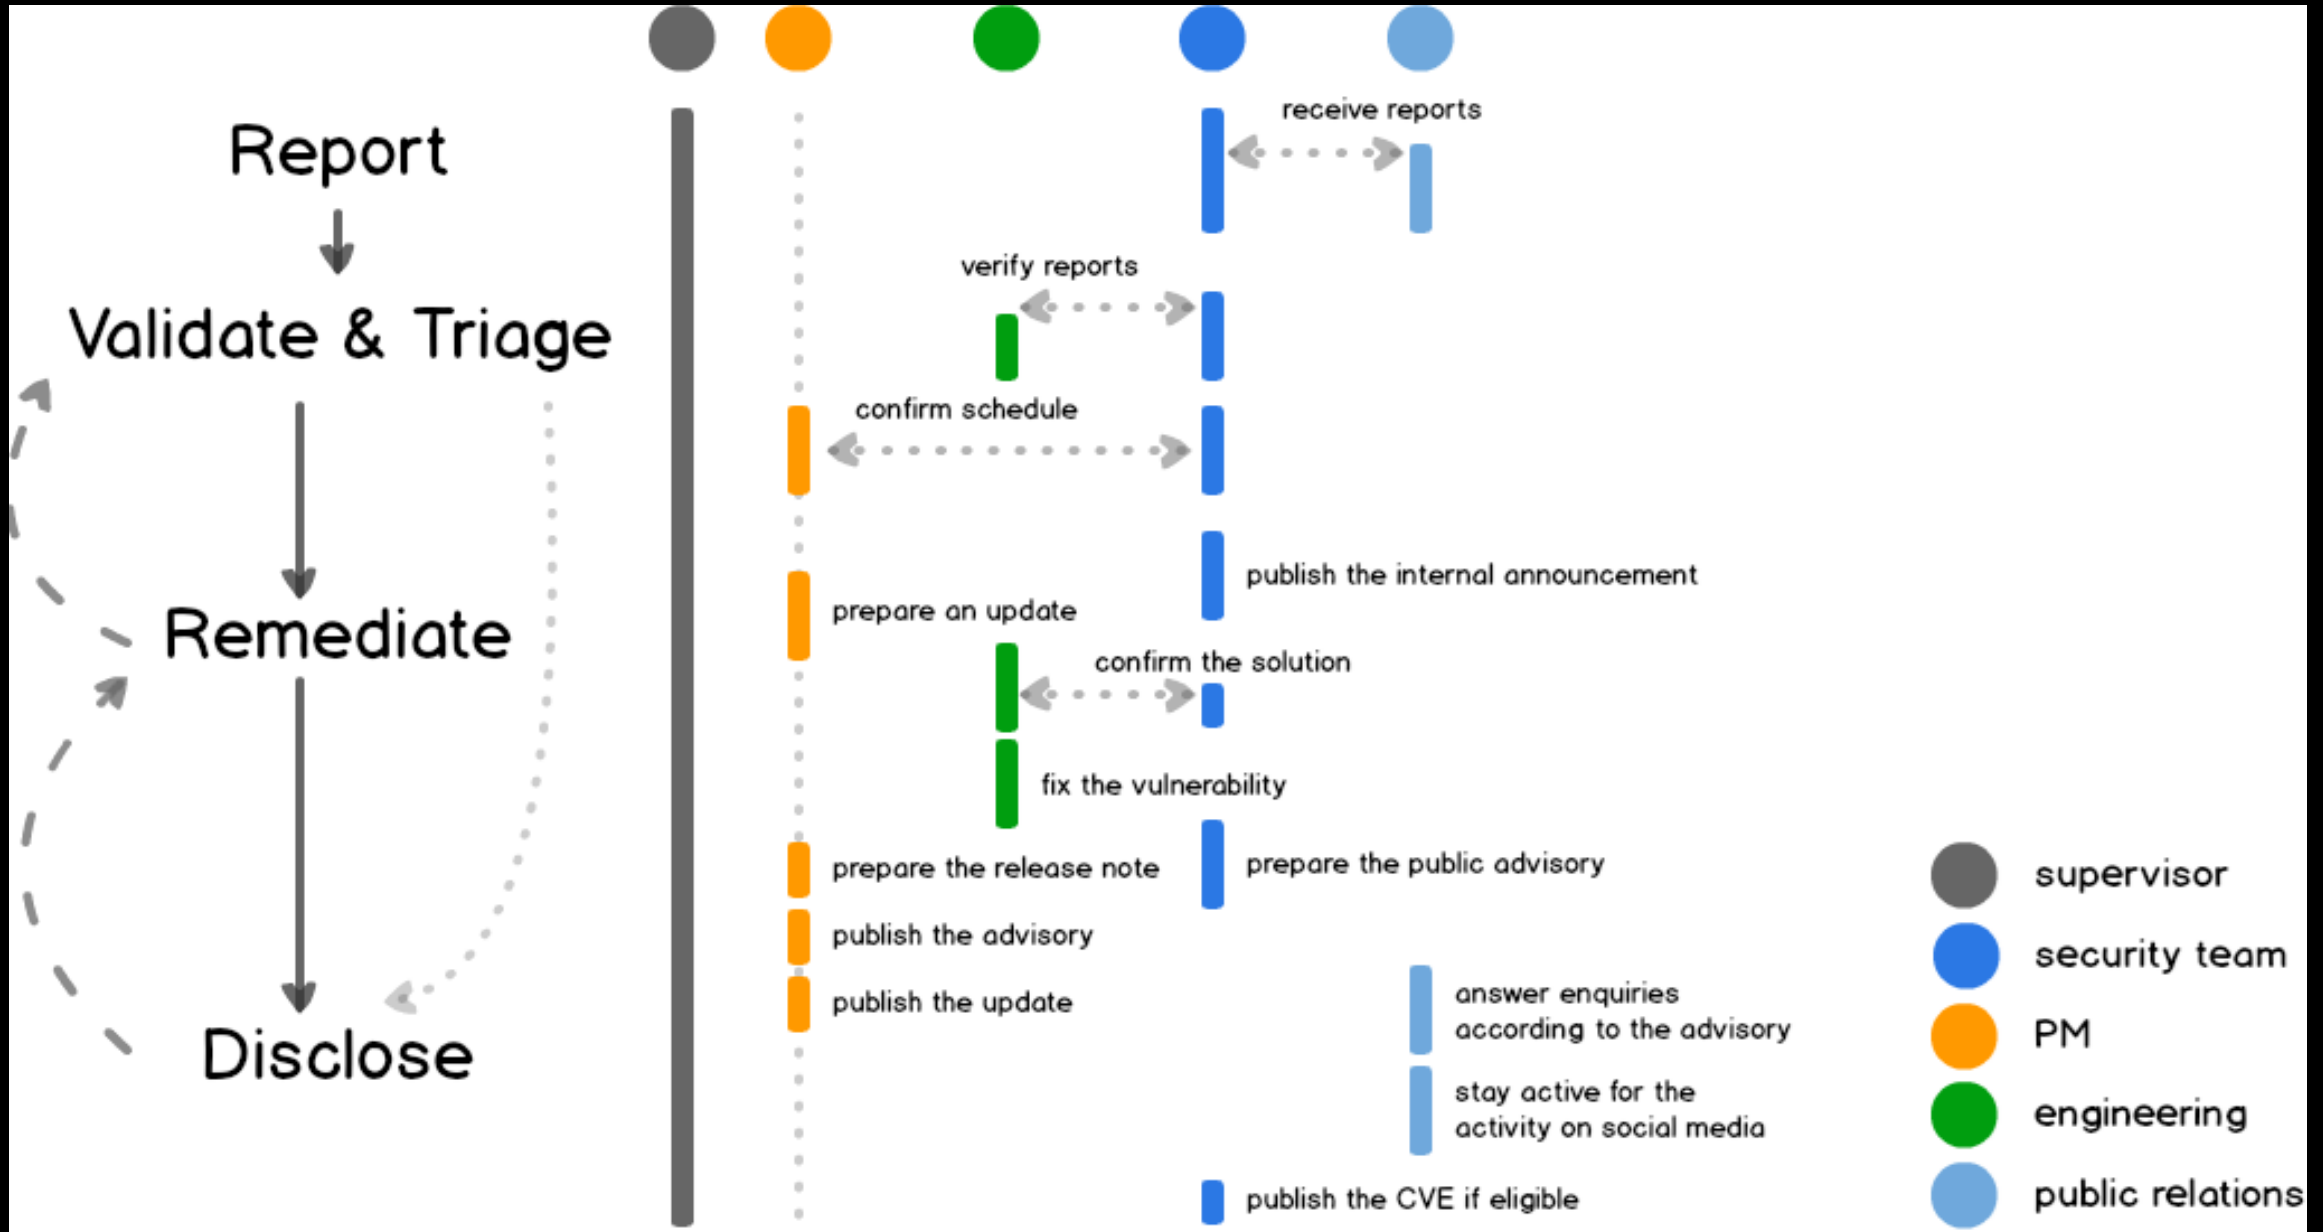 Report
Validate & Triage
Remediate
Disclose
receive reports
verify reports
confirm schedule
publish the internal announcement
prepare an update
confirm the solution
fix the vulnerability
prepare the release note
prepare the public advisory
publish the advisory
publish the update
answer enquiries
according to the advisory
stay active for the
activity on social media
publish the CVE if eligible
supervisor
security team
PM
engineering
public relations